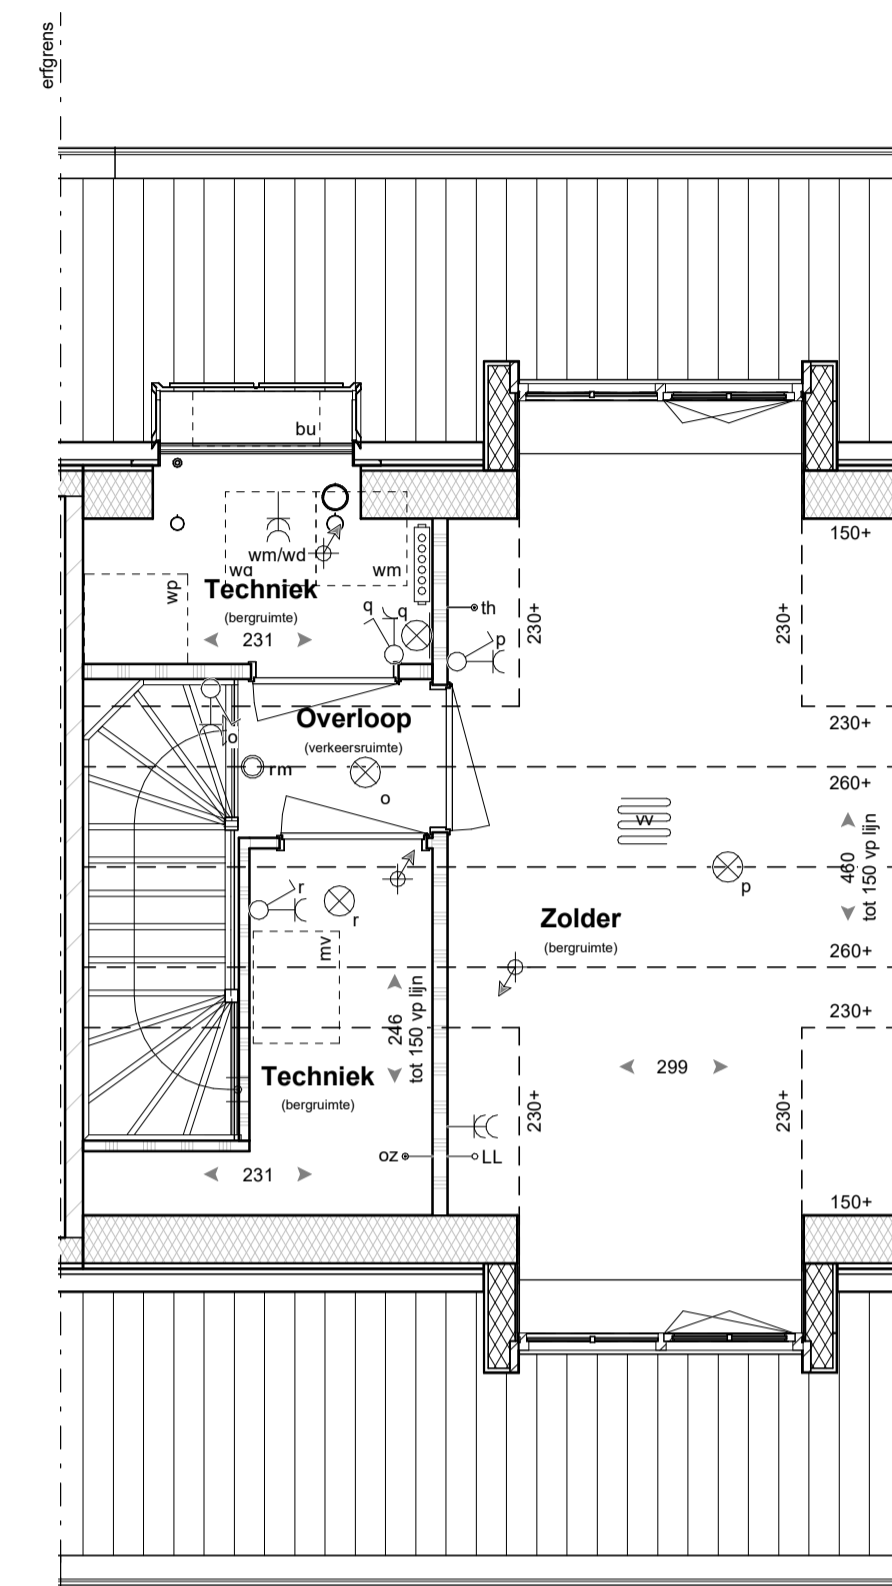 erfgrens
bu
150+
wm/wd
wd
wm
wp
Techniek
(bergruimte)
231
q
q
th
230+
230+
p
o
Overloop
(verkeersruimte)
230+
rm
260+
o
vv
460
tot 150 vp lijn
r
r
p
Zolder
(bergruimte)
mv
260+
246
tot 150 vp lijn
230+
299
Techniek
(bergruimte)
230+
230+
oz
LL
231
150+